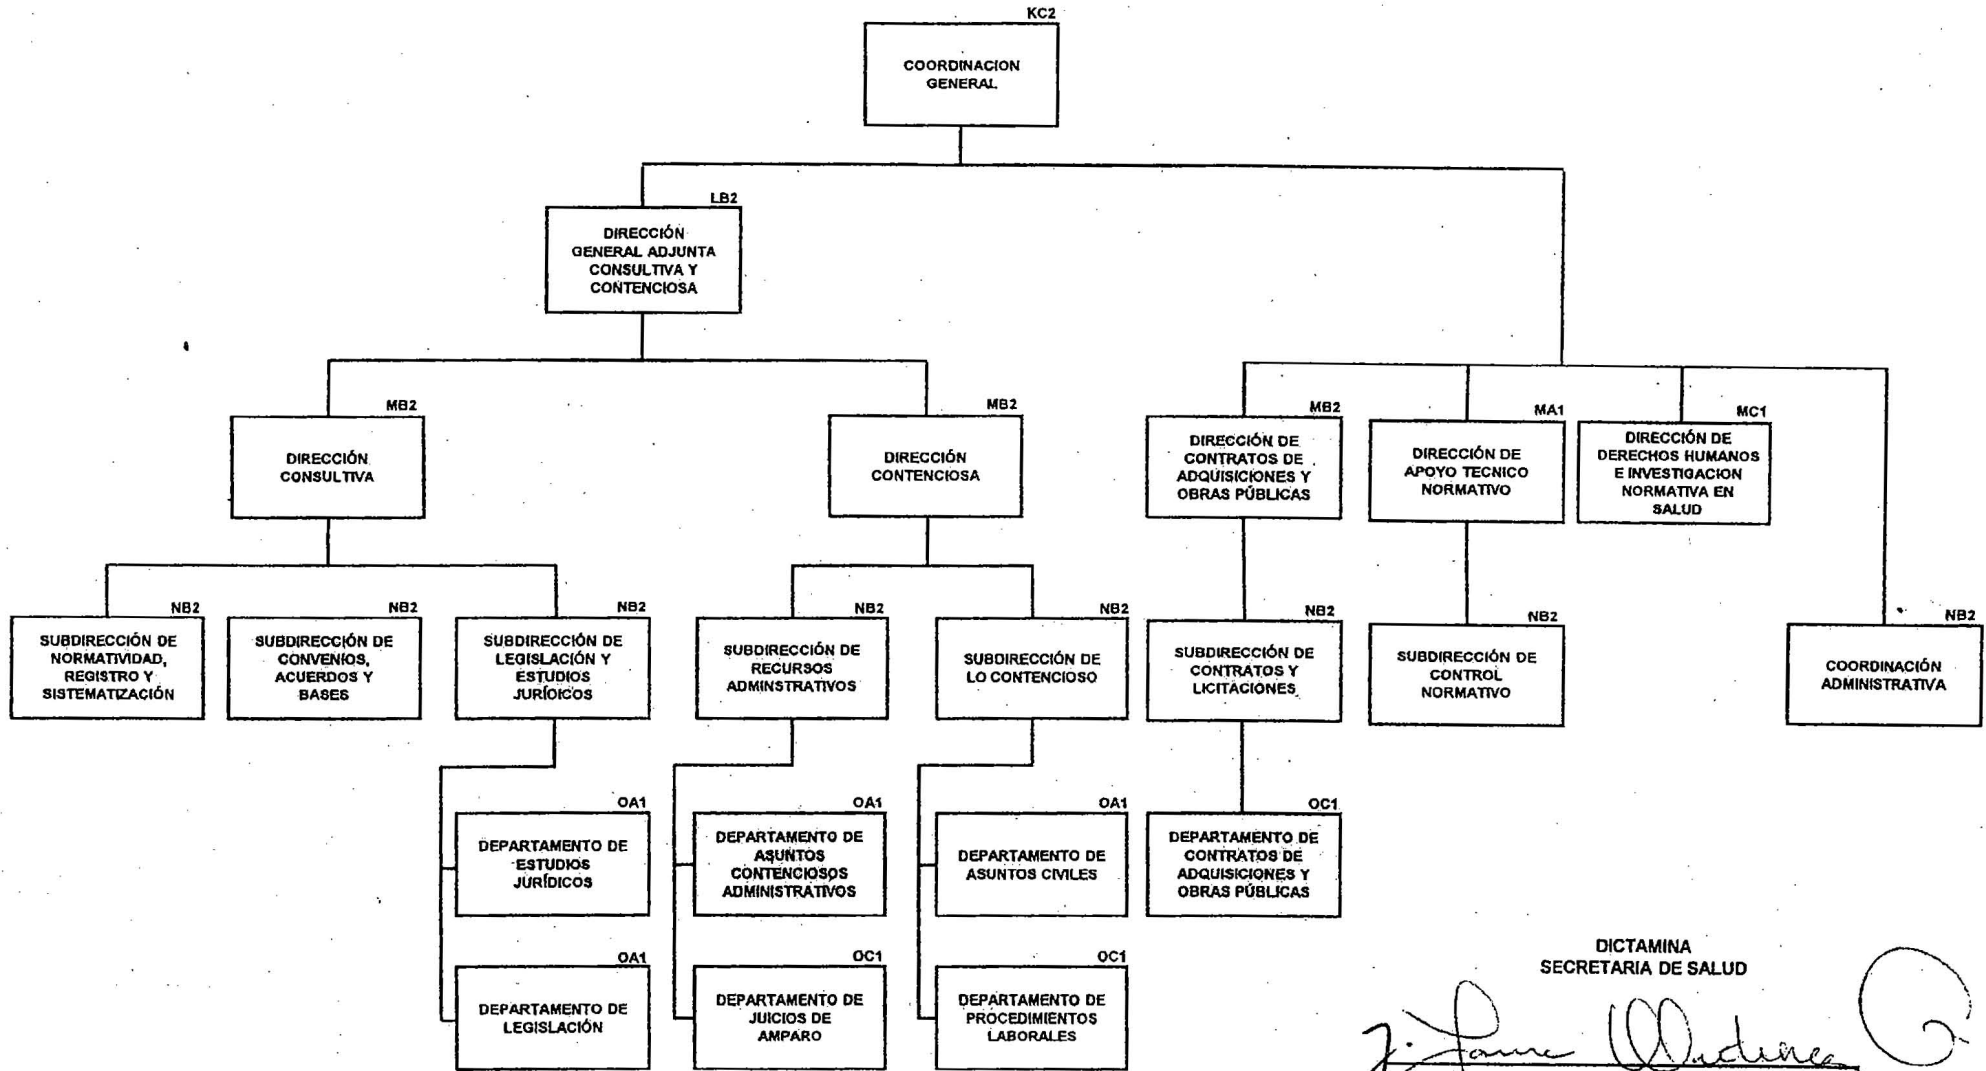 KC2
COORDINACION
GENERAL
LB2
DIRECCIÓN
GENERAL ADJUNTA
CONSULTIVA Y
CONTENCIOSA
MB2
DIRECCIÓN
CONSULTIVA
MB2
DIRECCIÓN
CONTENCIOSA
MB2
DIRECCIÓN DE
CONTRATOS DE
ADQUISICIONES Y
OBRAS PÚBLICAS
MA1
DIRECCIÓN DE
APOYO TECNICO
NORMATIVO
MC1
DIRECCIÓN DE
DERECHOS HUMANOS
E INVESTIGACION
NORMATIVA EN
SALUD
NB2
SUBDIRECCIÓN DE
NORMATIVIDAD,
REGISTRO Y
SISTEMATIZACIÓN
NB2
SUBDIRECCIÓN DE
CONVENIOS,
ACUERDOS Y
BASES
NB2
SUBDIRECCIÓN DE
LEGISLACIÓN Y
ESTUDIOS
JURÍDICOS
NB2
SUBDIRECCIÓN DE
RECURSOS
ADMINSTRATIVOS
NB2
SUBDIRECCIÓN DE
LO CONTENCIOSO
NB2
SUBDIRECCIÓN DE
CONTRATOS Y
LICITACIONES
NB2
SUBDIRECCIÓN DE
CONTROL
NORMATIVO
NB2
COORDINACIÓN
ADMINISTRATIVA
OA1
DEPARTAMENTO DE
ESTUDIOS
JURÍDICOS
OA1
DEPARTAMENTO DE
ASUNTOS
CONTENCIOSOS
ADMINISTRATIVOS
OA1
DEPARTAMENTO DE
ASUNTOS CIVILES
OC1
DEPARTAMENTO DE
CONTRATOS DE
ADQUISICIONES Y
OBRAS PÚBLICAS
OA1
DEPARTAMENTO DE
LEGISLACIÓN
OC1
DEPARTAMENTO DE
JUICIOS DE
AMPARO
OC1
DEPARTAMENTO DE
PROCEDIMIENTOS
LABORALES
DICTAMINA
SECRETARIA DE SALUD